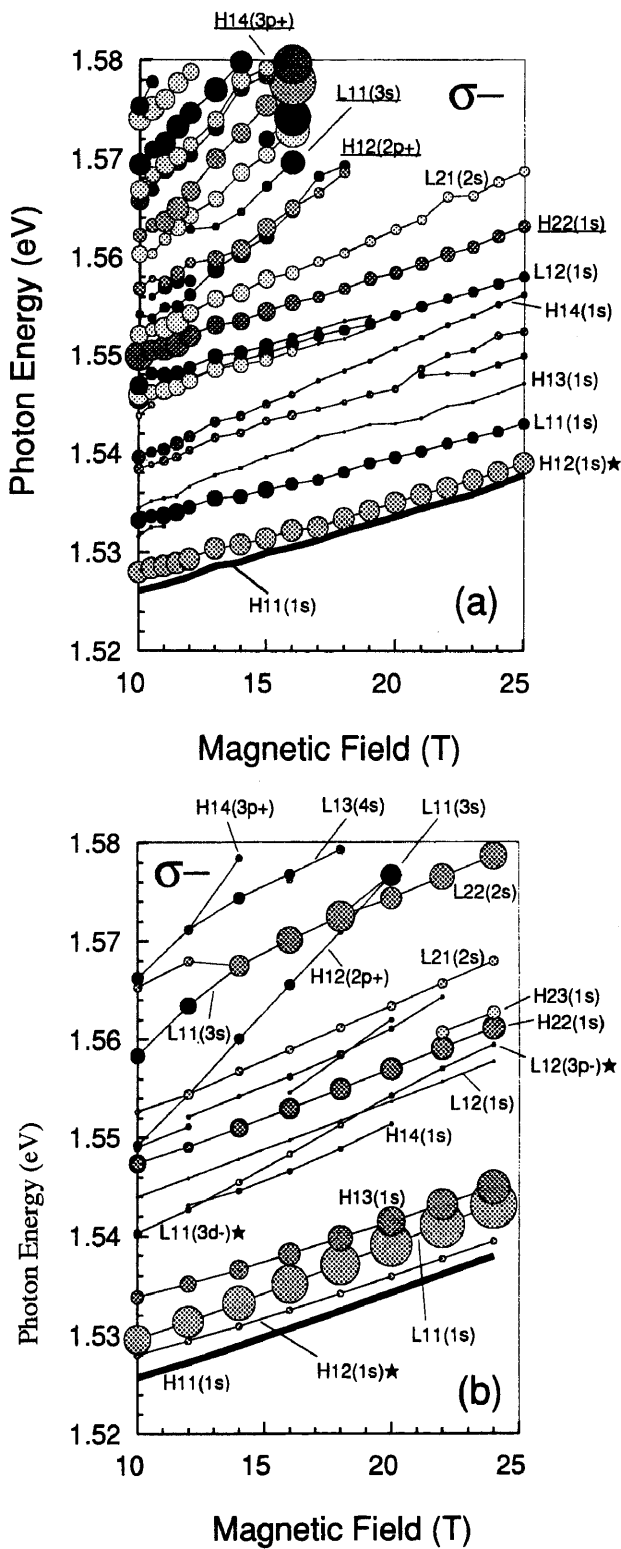 H14(3p+)
1.58
σ−
L11(3s)
H12(2p+)
1.57
L21(2s)
H22(1s)
1.56
L12(1s)
H14(1s)
1.55
H13(1s)
1.54
L11(1s)
H12(1s)★
1.53
H11(1s)
(a)
1.52
10 15 20 25
Photon Energy (eV)
Magnetic Field (T)
H14(3p+)
L13(4s)
L11(3s)
1.58
σ−
L22(2s)
1.57
L21(2s)
H12(2p+)
L11(3s)
H23(1s)
1.56
H22(1s)
L12(3p-)★
L12(1s)
1.55
H14(1s)
H13(1s)
1.54
L11(3d-)★
1.53
L11(1s)
H12(1s)★
H11(1s)
(b)
1.52
10 15 20 25
Photon Energy (eV)
Magnetic Field (T)